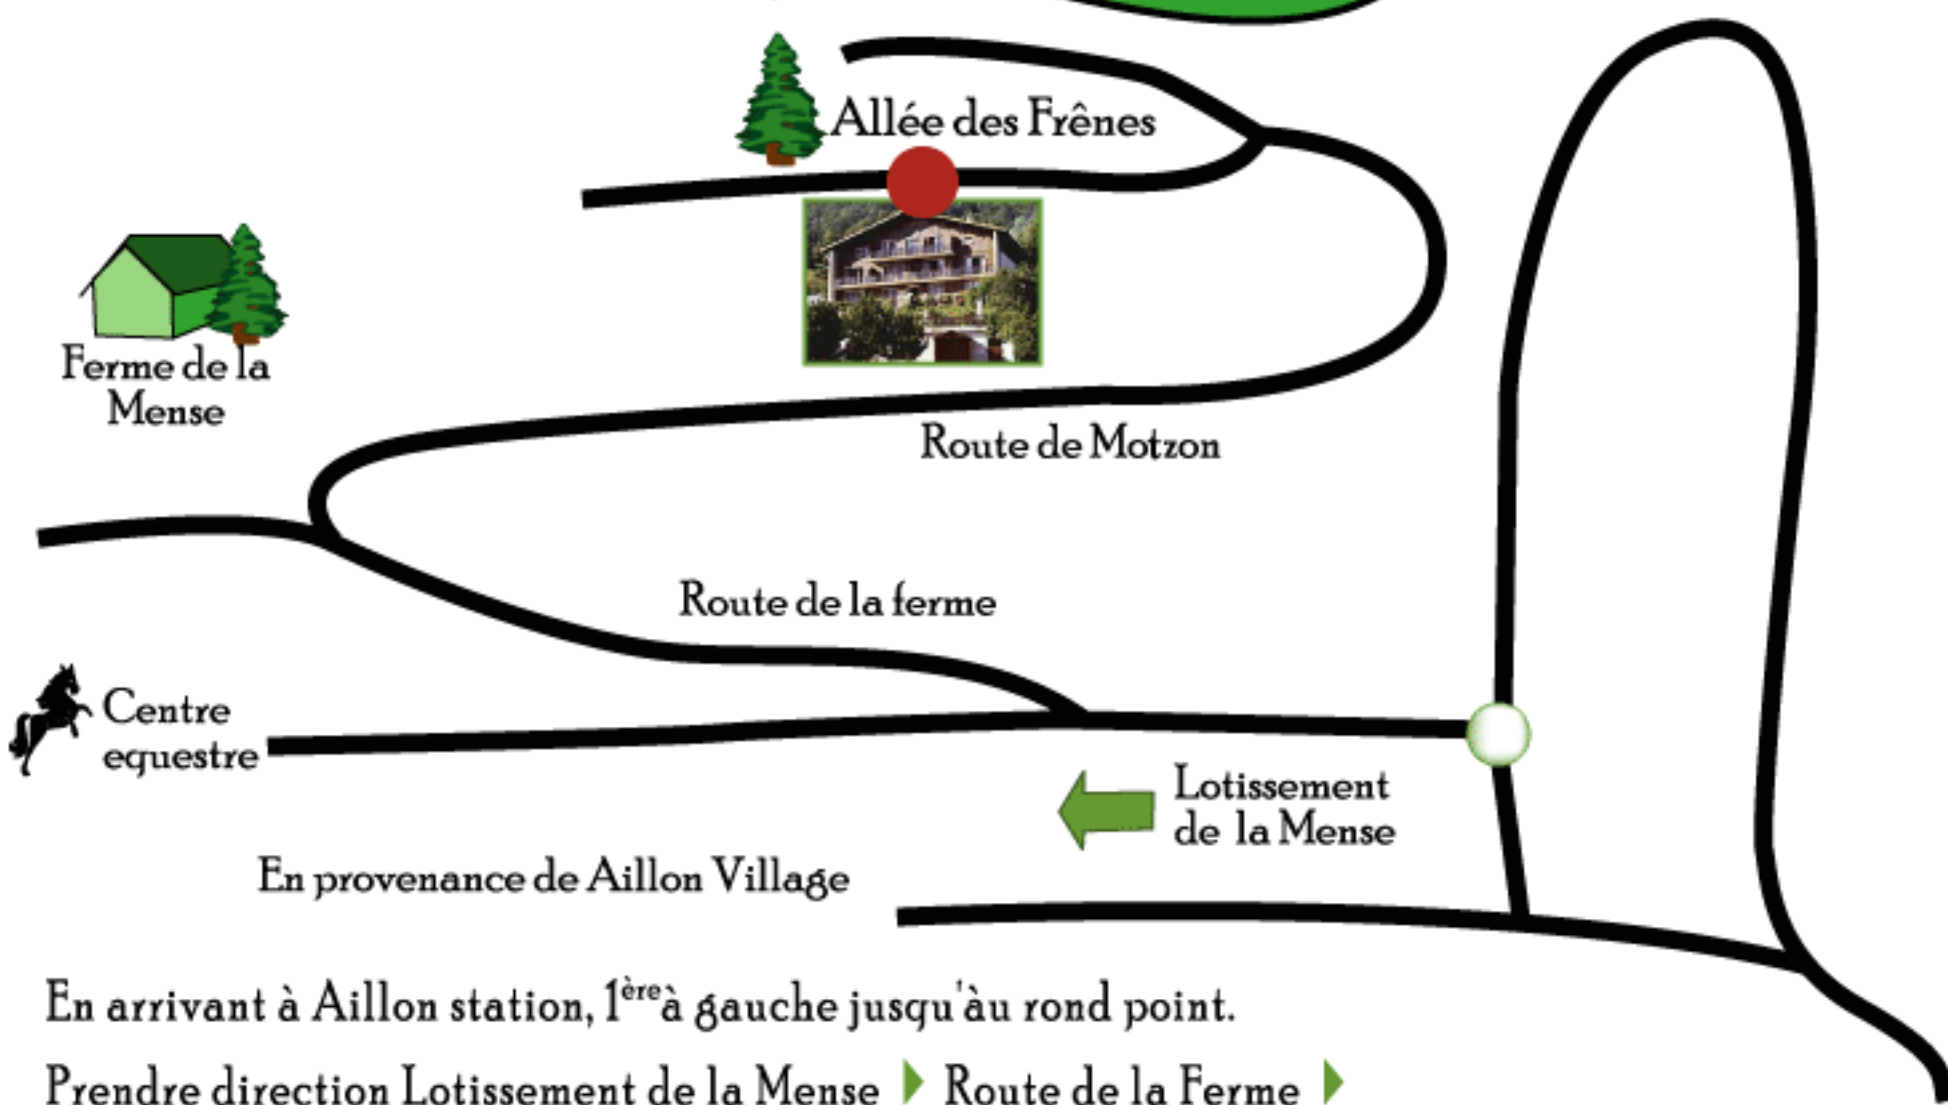 Allée des Frênes
Ferme de la
Mense
Route de Motzon
Route de la ferme
Centre
equestre
Lotissement
de la Mense
En provenance de Aillon Village
En arrivant à Aillon station, 1ère à gauche jusqu'àu rond point.
Prendre direction Lotissement de la Mense Route de la Ferme